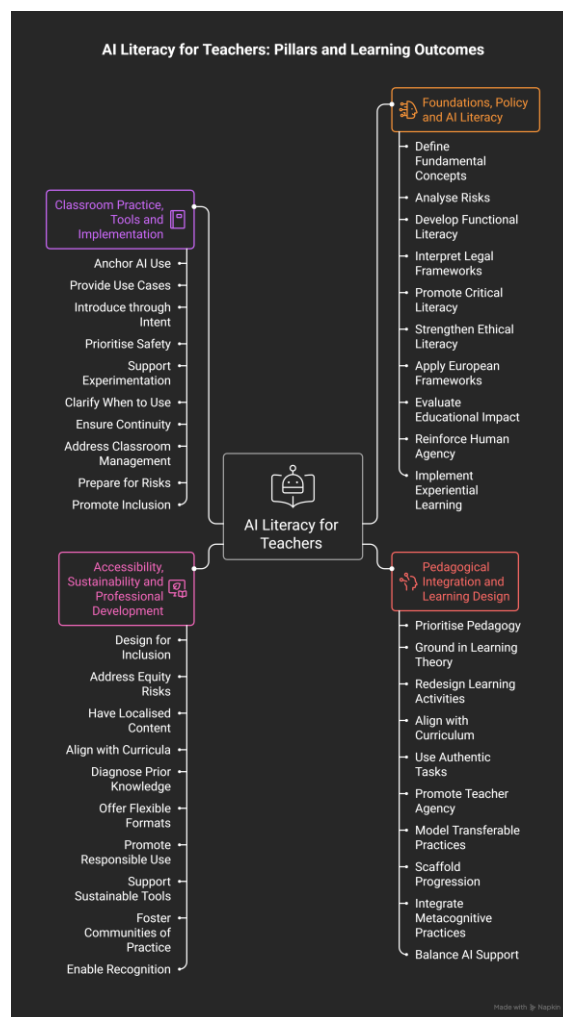 AI Literacy for Teachers: Pillars and Learning Outcomes
Foundations, Policy
and AI Literacy
Define
Fundamental
Concepts
Analyse Risks
Develop Functional
Literacy
Interpret Legal
Frameworks
Promote Critical
Literacy
Strengthen Ethical
Literacy
Apply European
Frameworks
Evaluate
Educational Impact
Reinforce Human
Agency
Implement
Experiential
Learning
Classroom Practice,
Tools and
Implementation
Anchor AI Use
Provide Use Cases
Introduce through
Intent
Prioritise Safety
Support
Experimentation
Clarify When to Use
Ensure Continuity
Address Classroom
Management
Prepare for Risks
Promote Inclusion
AI Literacy for
Teachers
Accessibility,
Sustainability and
Professional
Development
Design for
Inclusion
Address Equity
Risks
Have Localised
Content
Align with Curricula
Diagnose Prior
Knowledge
Offer Flexible
Formats
Promote
Responsible Use
Support
Sustainable Tools
Foster
Communities of
Practice
Enable Recognition
Pedagogical
Integration and
Learning Design
Prioritise Pedagogy
Ground in Learning
Theory
Redesign Learning
Activities
Align with
Curriculum
Use Authentic
Tasks
Promote Teacher
Agency
Model Transferable
Practices
Scaffold
Progression
Integrate
Metacognitive
Practices
Balance AI Support
Made with Napkin